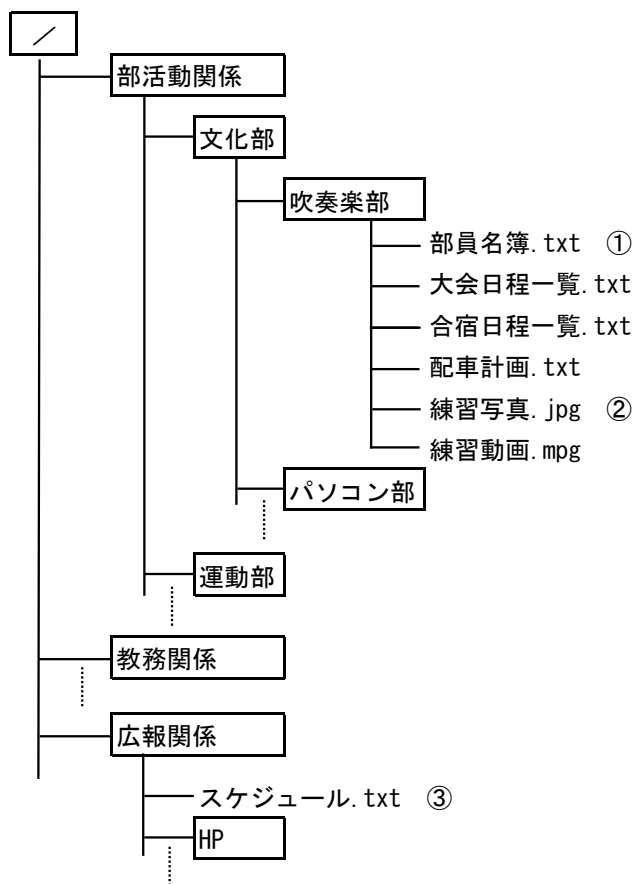 ／
部活動関係
文化部
吹奏楽部
部員名簿.txt ①
大会日程一覧.txt
合宿日程一覧.txt
配車計画.txt
練習写真.jpg ②
練習動画.mpg
パソコン部
運動部
教務関係
広報関係
スケジュール.txt ③
HP